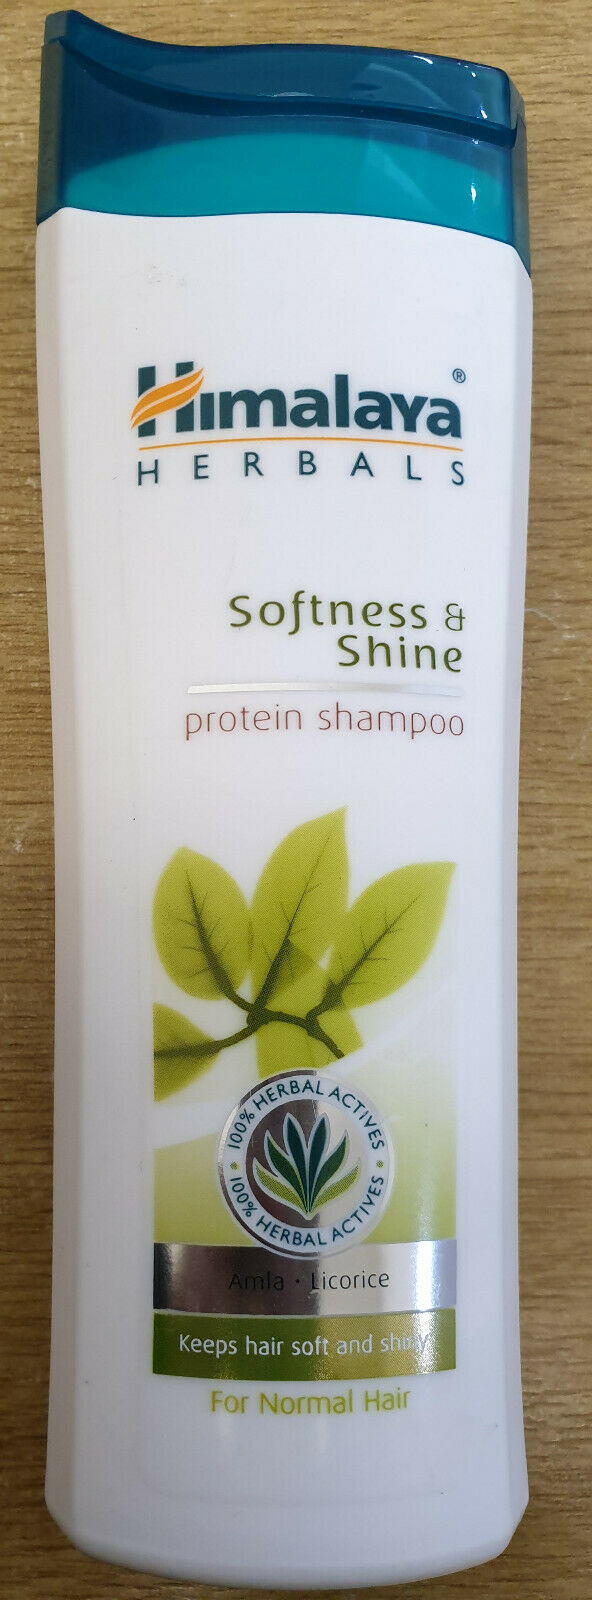 Himalaya®
HERBALS
Softness &
Shine
protein shampoo
100% HERBAL ACTIVES
• 100% HERBAL ACTIVES •
Amla • Licorice
Keeps hair soft and shiny
For Normal Hair